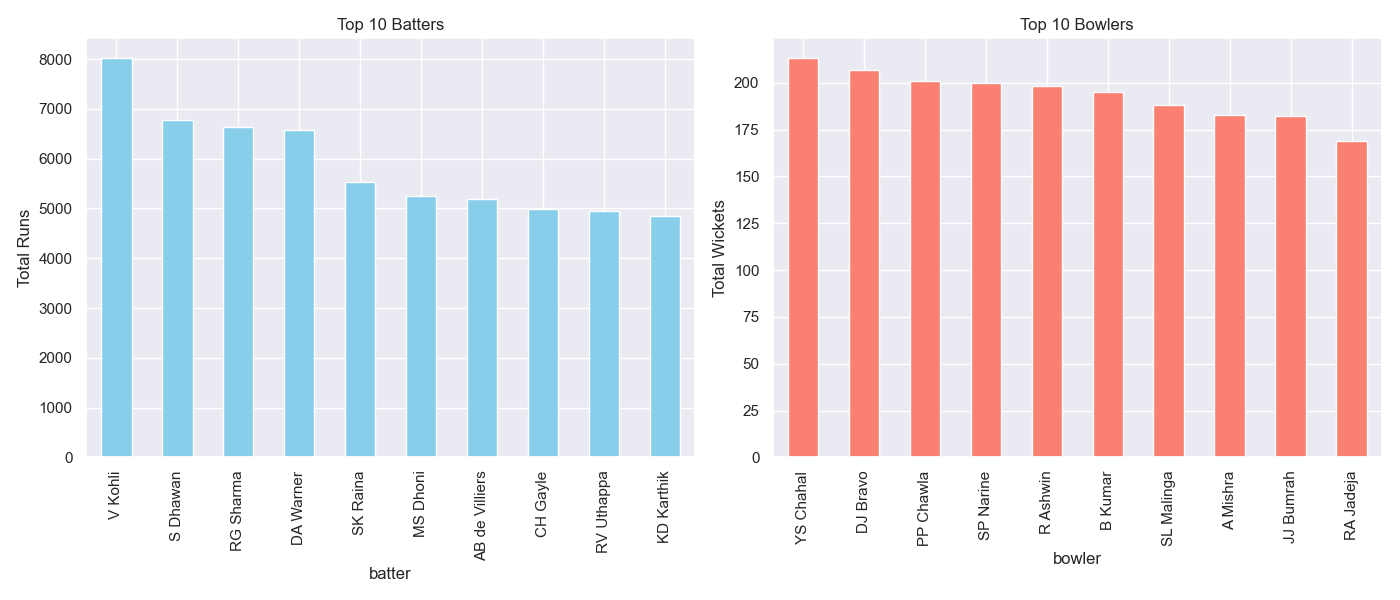 Top 10 Batters
Total Runs
8000
7000
6000
5000
4000
3000
2000
1000
0
V Kohli
S Dhawan
RG Sharma
DA Warner
SK Raina
MS Dhoni
AB de Villiers
CH Gayle
RV Uthappa
KD Karthik
batter
Top 10 Bowlers
Total Wickets
200
175
150
125
100
75
50
25
0
YS Chahal
DJ Bravo
PP Chawla
SP Narine
R Ashwin
B Kumar
SL Malinga
A Mishra
JJ Bumrah
RA Jadeja
bowler